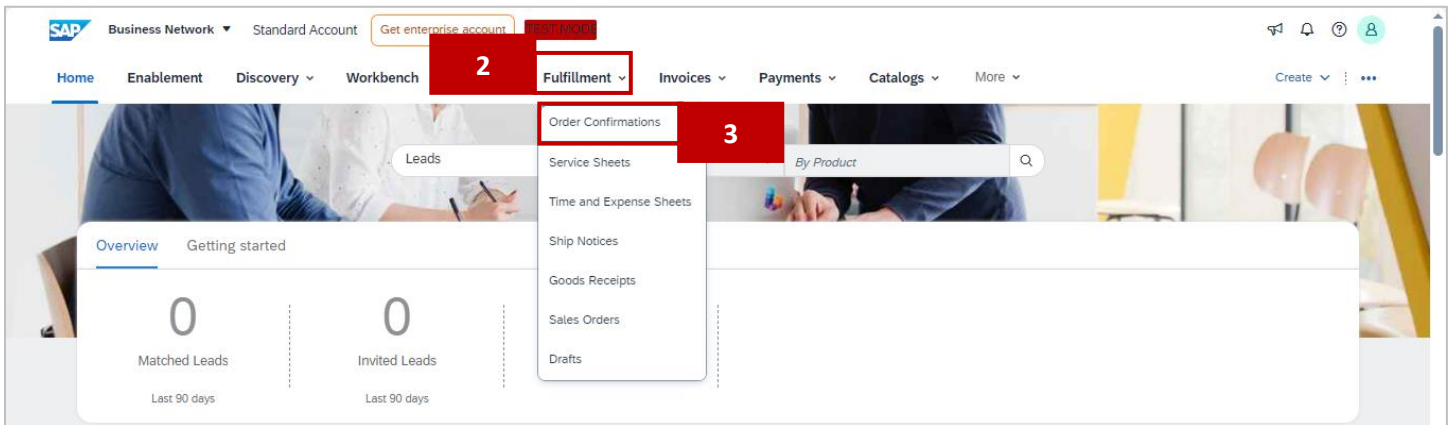 SAP Business Network Standard Account Get enterprise account TEST MODE
Home Enablement Discovery Workbench 2 Fulfillment Invoices Payments Catalogs More Create
Order Confirmations 3
Leads By Product
Service Sheets
Time and Expense Sheets
Ship Notices
Goods Receipts
Sales Orders
Drafts
Overview Getting started
0 0
Matched Leads Invited Leads
Last 90 days Last 90 days